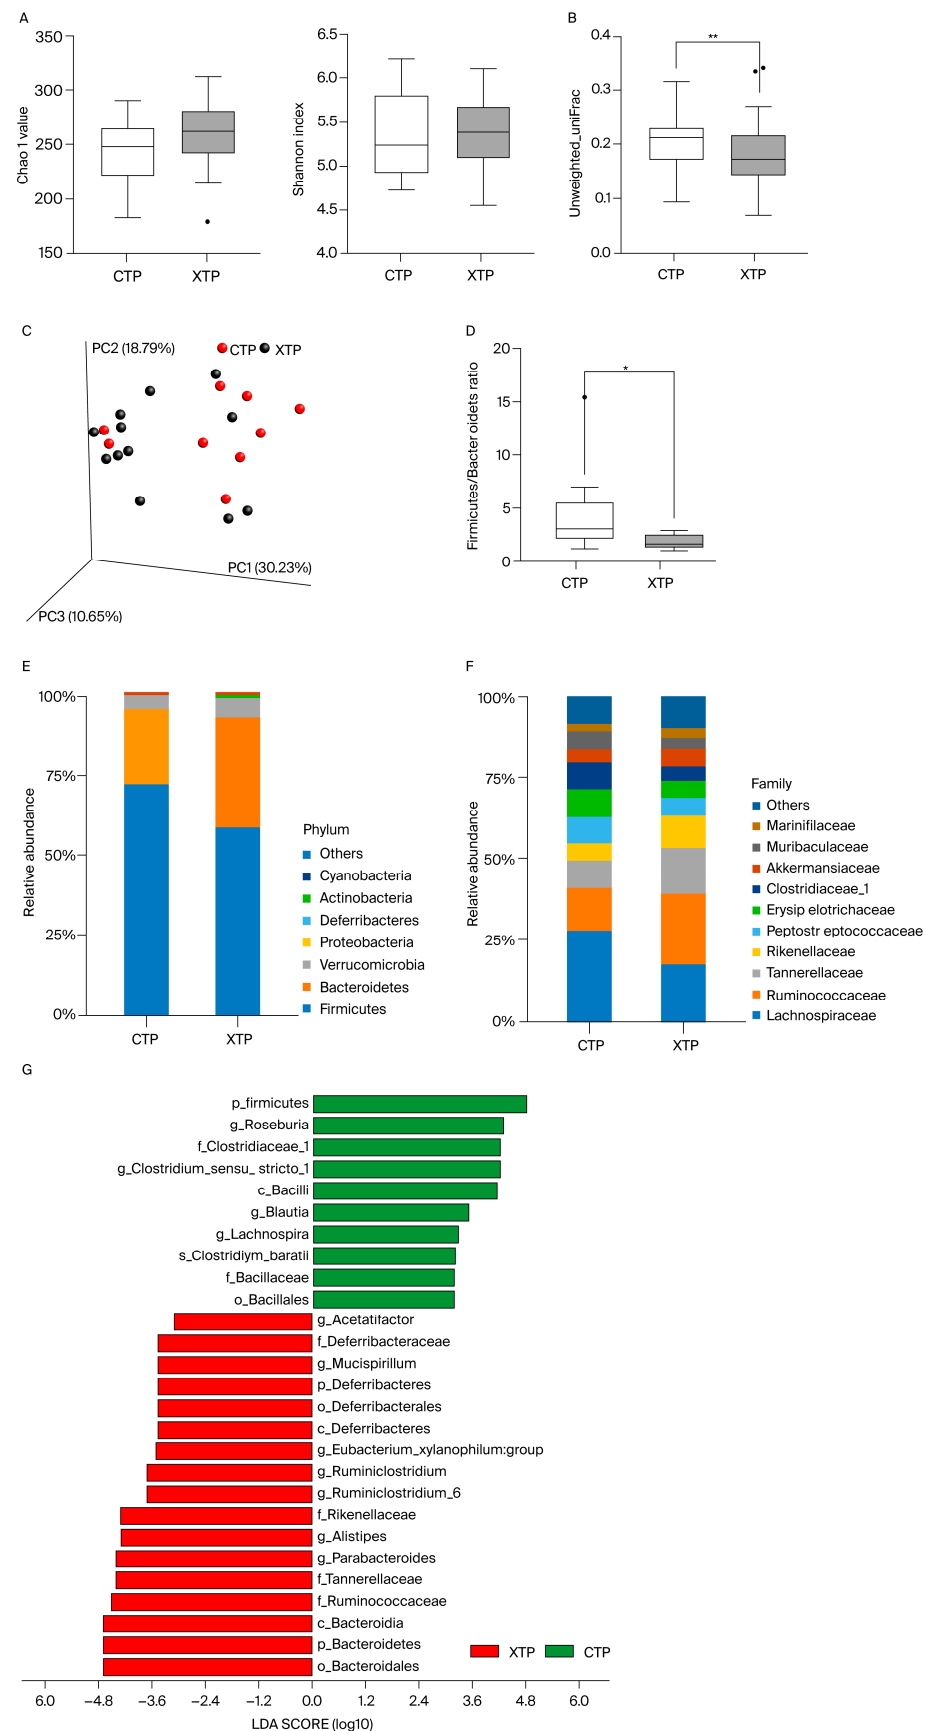 A
350
300
250
200
150
Chao 1 value
CTP
XTP
6.5
6.0
5.5
5.0
4.5
4.0
Shannon index
CTP
XTP
B
0.4
0.3
0.2
0.1
0.0
Unweighted_uniFrac
**
CTP
XTP
C
PC2 (18.79%)
CTP
XTP
PC1 (30.23%)
PC3 (10.65%)
D
20
15
10
5
0
Firmicutes/Bacter oidets ratio
*
CTP
XTP
E
100%
75%
50%
25%
0%
Relative abundance
CTP
XTP
Phylum
Others
Cyanobacteria
Actinobacteria
Deferribacteres
Proteobacteria
Verrucomicrobia
Bacteroidetes
Firmicutes
F
100%
75%
50%
25%
0%
Relative abundance
CTP
XTP
Family
Others
Marinifilaceae
Muribaculaceae
Akkermansiaceae
Clostridiaceae_1
Erysip elotrichaceae
Peptostr eptococcaceae
Rikenellaceae
Tannerellaceae
Ruminococcaceae
Lachnospiraceae
G
p_firmicutes
g_Roseburia
f_Clostridiaceae_1
g_Clostridium_sensu_ stricto_1
c_Bacilli
g_Blautia
g_Lachnospira
s_Clostridiym_baratii
f_Bacillaceae
o_Bacillales
g_Acetatifactor
f_Deferribacteraceae
g_Mucispirillum
p_Deferribacteres
o_Deferribacterales
c_Deferribacteres
g_Eubacterium_xylanophilum:group
g_Ruminiclostridium
g_Ruminiclostridium_6
f_Rikenellaceae
g_Alistipes
g_Parabacteroides
f_Tannerellaceae
f_Ruminococcaceae
c_Bacteroidia
p_Bacteroidetes
o_Bacteroidales
XTP
CTP
6.0 −4.8 −3.6 −2.4 −1.2 0.0 1.2 2.4 3.6 4.8 6.0
LDA SCORE (log10)